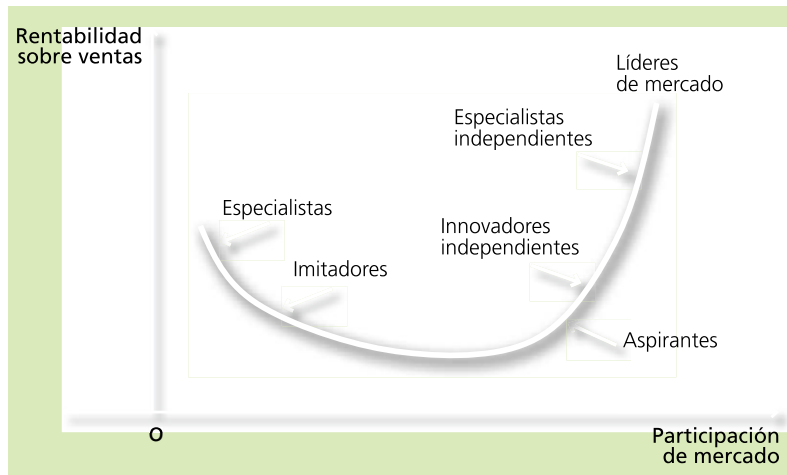 Rentabilidad
sobre ventas
Líderes
de mercado
Especialistas
independientes
Especialistas
Innovadores
independientes
Imitadores
Aspirantes
O
Participación
de mercado